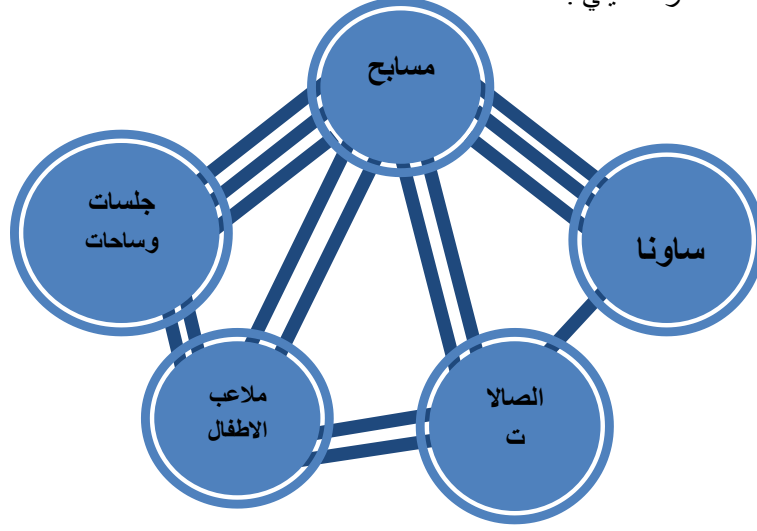 مسابح
جلسات
وساحات
ساونا
ملاعب
الاطفال
الصالا
ت